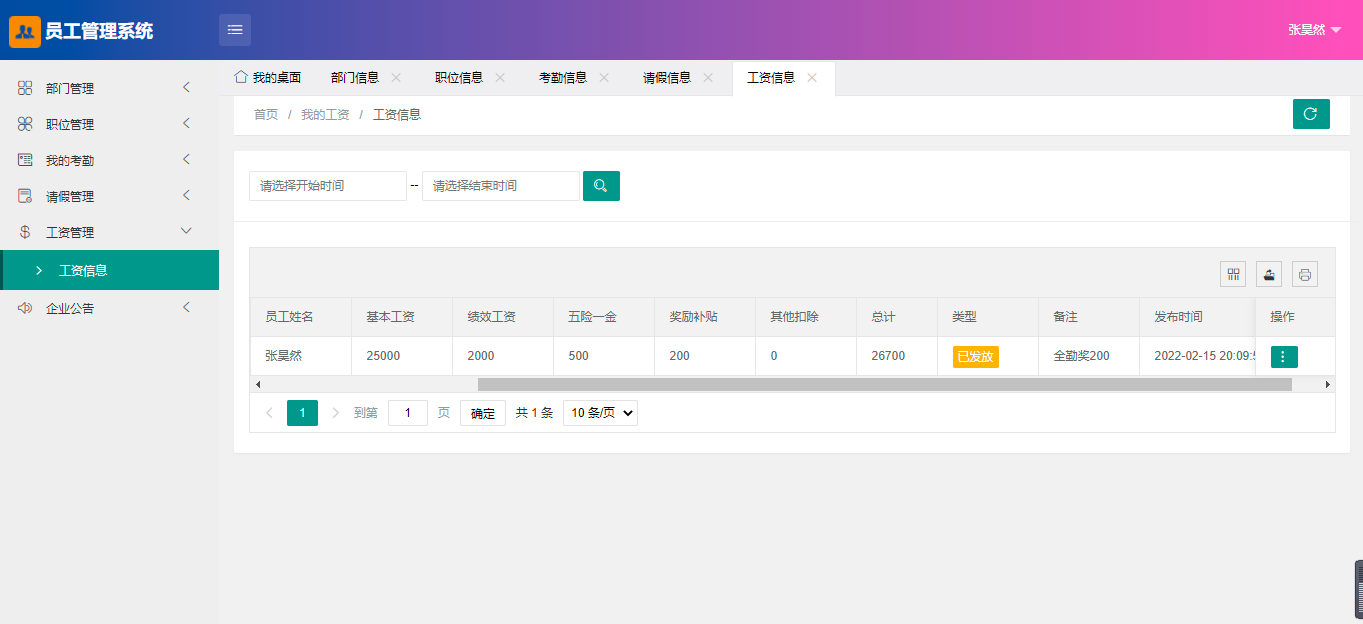 员工管理系统
张昊然
部门管理
职位管理
我的考勤
请假管理
工资管理
工资信息
企业公告
我的桌面 部门信息 职位信息 考勤信息 请假信息 工资信息
首页 / 我的工资 / 工资信息
请选择开始时间 -- 请选择结束时间
员工姓名 基本工资 绩效工资 五险一金 奖励补贴 其他扣除 总计 类型 备注 发布时间 操作
张昊然 25000 2000 500 200 0 26700 已发放 全勤奖200 2022-02-15 20:09:5
1 到第 1 页 确定 共 1 条 10 条/页